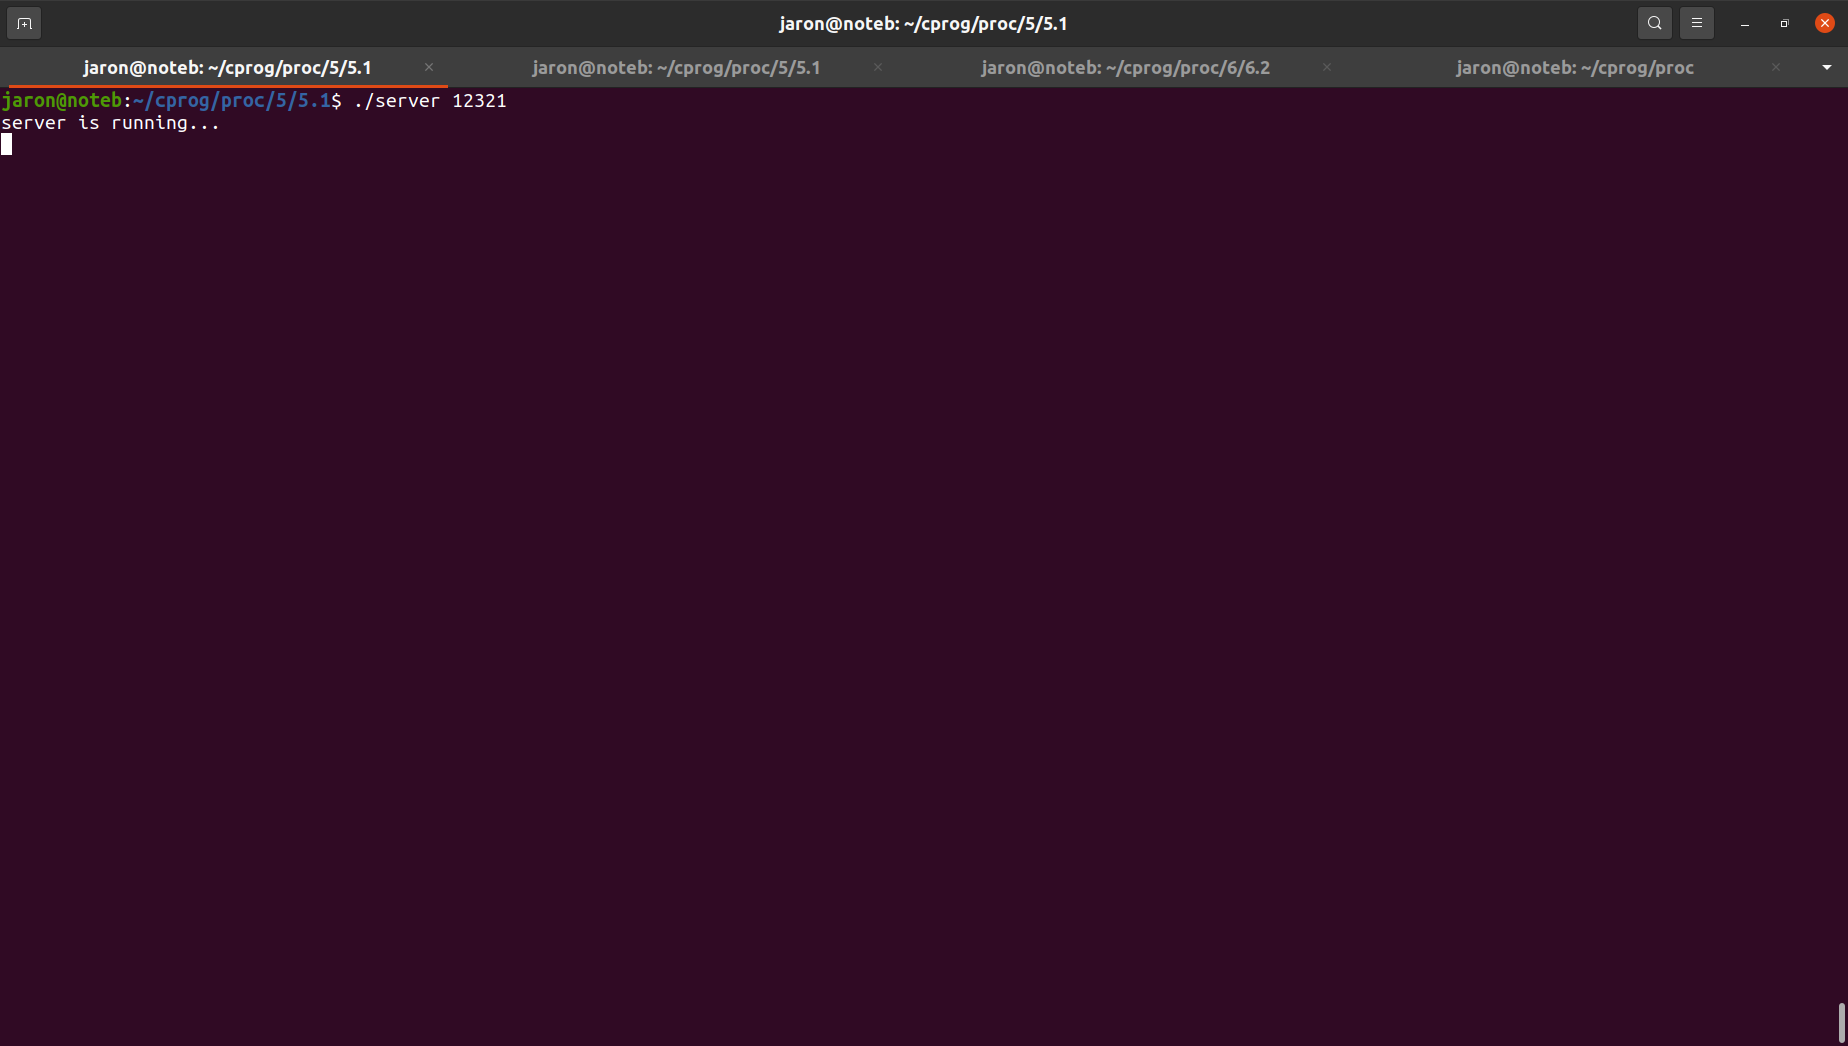 jaron@noteb: ~/cprog/proc/5/5.1
jaron@noteb: ~/cprog/proc/5/5.1
jaron@noteb: ~/cprog/proc/5/5.1
jaron@noteb: ~/cprog/proc/6/6.2
jaron@noteb: ~/cprog/proc
jaron@noteb:~/cprog/proc/5/5.1$ ./server 12321
server is running...